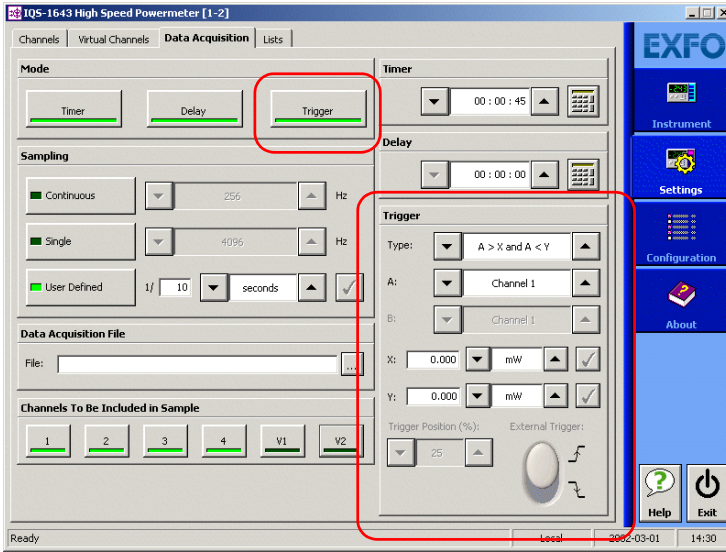 IQS-1643 High Speed Powermeter [1-2]
Channels Virtual Channels Data Acquisition Lists
Mode
Timer Delay Trigger
Sampling
Continuous 256 Hz
Single 4096 Hz
User Defined 1/ 10 seconds
Data Acquisition File
File: ...
Channels To Be Included in Sample
1 2 3 4 V1 V2
Timer
00 : 00 : 45
Delay
00 : 00 : 00
Trigger
Type: A > X and A < Y
A: Channel 1
B: Channel 1
X: 0.000 mW
Y: 0.000 mW
Trigger Position (%): External Trigger:
25
EXFO
Instrument
Settings
Configuration
About
Help Exit
Ready Local 2002-03-01 14:30